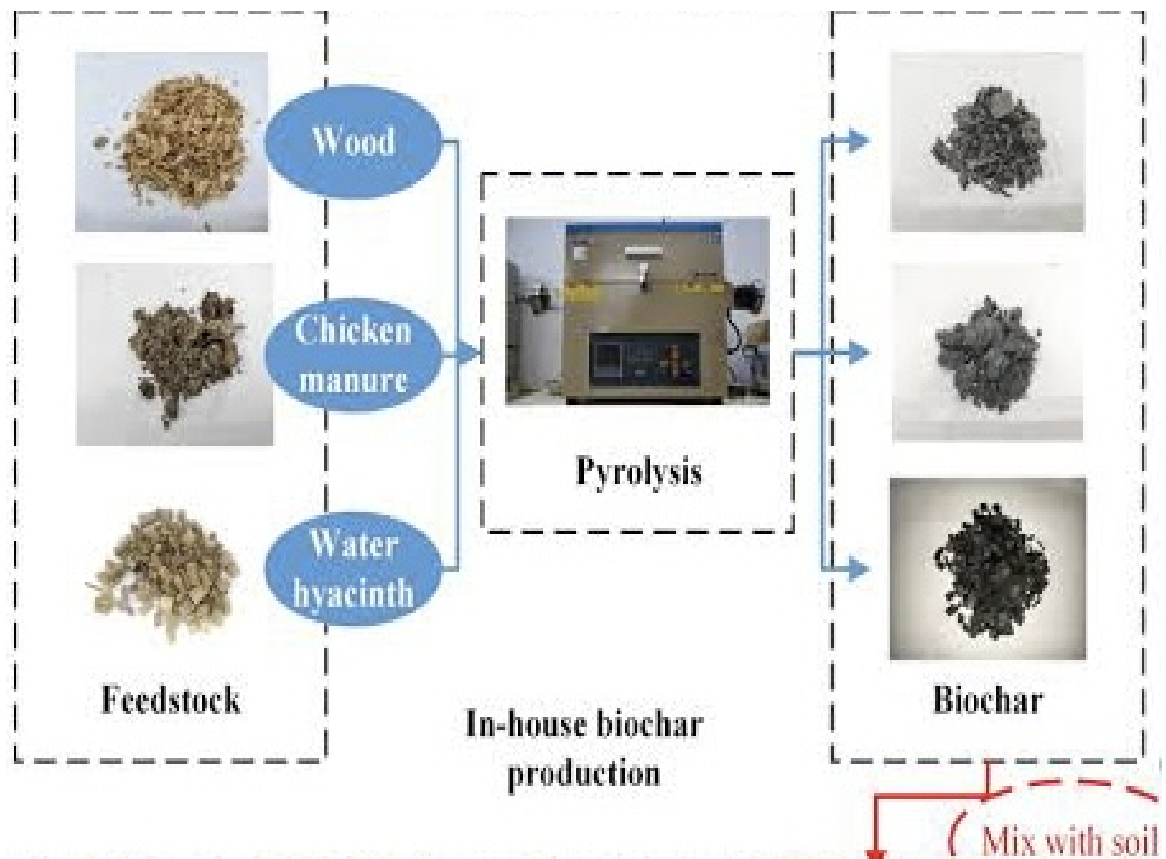 Wood
Chicken
manure
Water
hyacinth
Feedstock
Pyrolysis
In-house biochar
production
Biochar
Mix with soil